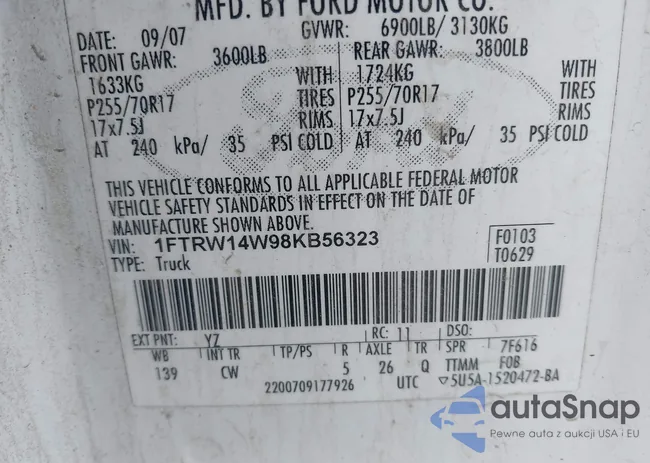 MFD. BY FORD MOTOR CO.
DATE: 09/07 GVWR: 6900LB/ 3130KG
FRONT GAWR: 3600LB REAR GAWR: 3800LB
1633KG WITH 1724KG WITH
P255/70R17 TIRES P255/70R17 TIRES
17x7.5J RIMS 17x7.5J RIMS
AT 240 kPa/ 35 PSI COLD AT 240 kPa/ 35 PSI COLD
THIS VEHICLE CONFORMS TO ALL APPLICABLE FEDERAL MOTOR
VEHICLE SAFETY STANDARDS IN EFFECT ON THE DATE OF
MANUFACTURE SHOWN ABOVE.
VIN: 1FTRW14W98KB56323 F0103
TYPE: Truck T0629
EXT PNT: YZ RC: 11 DSO:
WB INT TR TP/PS R AXLE TR SPR 7F616
139 CW 5 26 Q TTMM FOB
2200709177926 UTC ▽5U5A-1520472-BA
autaSnap
Pewne auta z aukcji USA i EU